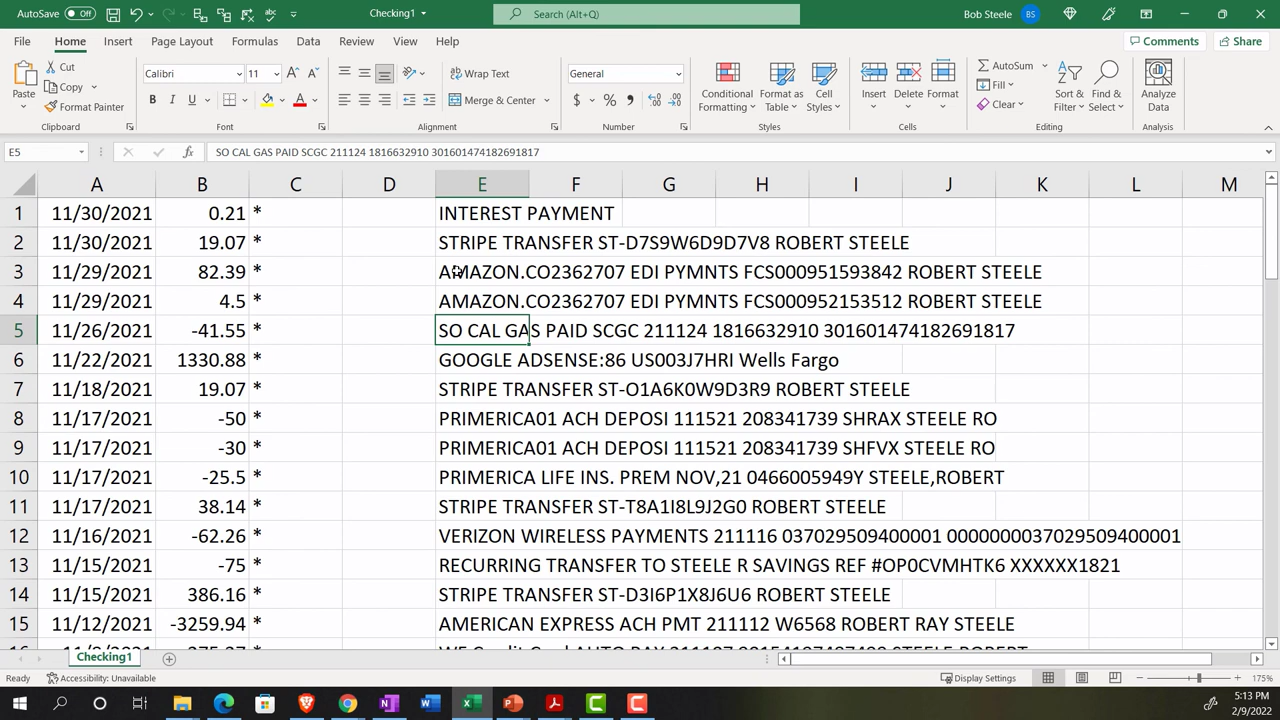 AutoSave Off Checking1 Search (Alt+Q) Bob Steele BS
File Home Insert Page Layout Formulas Data Review View Help Comments Share
Paste Cut Copy Format Painter Calibri 11 B I U A Wrap Text Merge & Center General $ % , Conditional Formatting Format as Table Cell Styles Insert Delete Format AutoSum Fill Clear Sort & Filter Find & Select Analyze Data
Clipboard Font Alignment Number Styles Cells Editing Analysis
E5 fx SO CAL GAS PAID SCGC 211124 1816632910 301601474182691817
A B C D E F G H I J K L M
1 11/30/2021 0.21 * INTEREST PAYMENT
2 11/30/2021 19.07 * STRIPE TRANSFER ST-D7S9W6D9D7V8 ROBERT STEELE
3 11/29/2021 82.39 * AMAZON.CO2362707 EDI PYMNTS FCS000951593842 ROBERT STEELE
4 11/29/2021 4.5 * AMAZON.CO2362707 EDI PYMNTS FCS000952153512 ROBERT STEELE
5 11/26/2021 -41.55 * SO CAL GAS PAID SCGC 211124 1816632910 301601474182691817
6 11/22/2021 1330.88 * GOOGLE ADSENSE:86 US003J7HRI Wells Fargo
7 11/18/2021 19.07 * STRIPE TRANSFER ST-O1A6K0W9D3R9 ROBERT STEELE
8 11/17/2021 -50 * PRIMERICA01 ACH DEPOSI 111521 208341739 SHRAX STEELE RO
9 11/17/2021 -30 * PRIMERICA01 ACH DEPOSI 111521 208341739 SHFVX STEELE RO
10 11/17/2021 -25.5 * PRIMERICA LIFE INS. PREM NOV,21 0466005949Y STEELE,ROBERT
11 11/17/2021 38.14 * STRIPE TRANSFER ST-T8A1I8L9J2G0 ROBERT STEELE
12 11/16/2021 -62.26 * VERIZON WIRELESS PAYMENTS 211116 037029509400001 0000000037029509400001
13 11/15/2021 -75 * RECURRING TRANSFER TO STEELE R SAVINGS REF #OP0CVMHTK6 XXXXXX1821
14 11/15/2021 386.16 * STRIPE TRANSFER ST-D3I6P1X8J6U6 ROBERT STEELE
15 11/12/2021 -3259.94 * AMERICAN EXPRESS ACH PMT 211112 W6568 ROBERT RAY STEELE
Checking1
Ready Accessibility: Unavailable Display Settings 175%
5:13 PM
2/9/2022